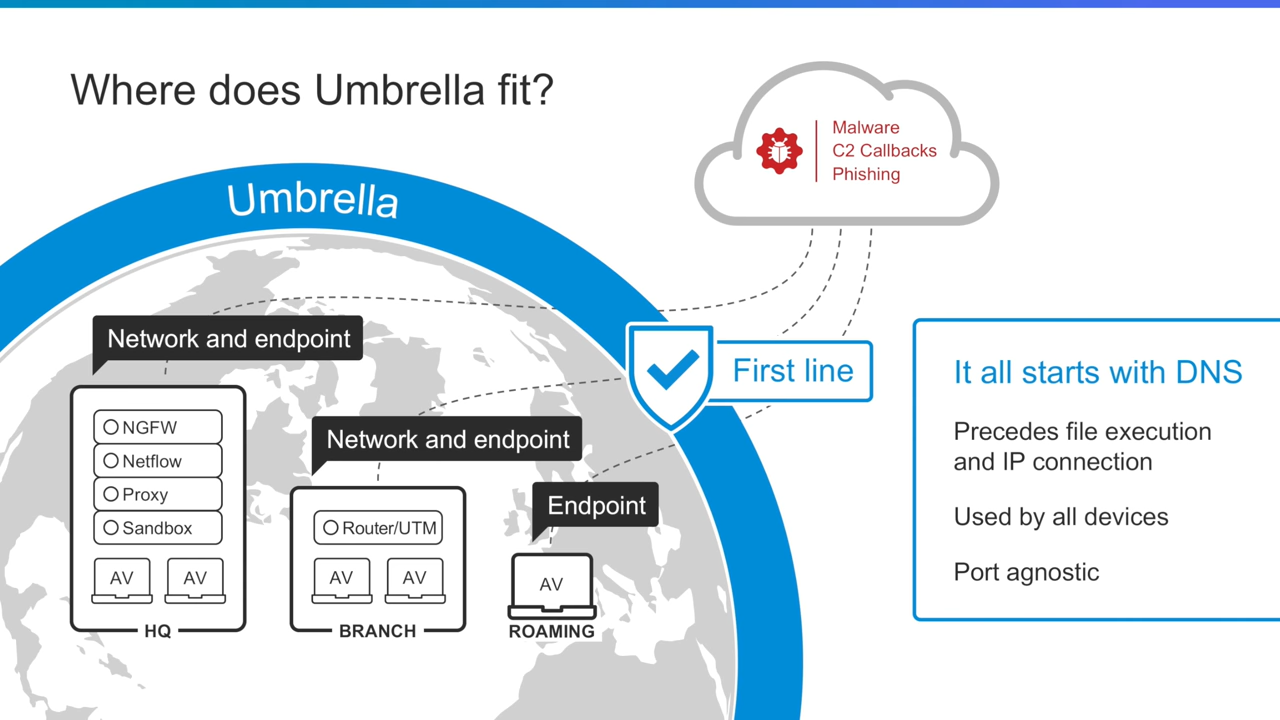 Where does Umbrella fit?
Malware
C2 Callbacks
Phishing
Umbrella
Network and endpoint
NGFW
Netflow
Proxy
Sandbox
AV AV
HQ
Network and endpoint
Router/UTM
AV AV
BRANCH
Endpoint
AV
ROAMING
First line
It all starts with DNS
Precedes file execution
and IP connection
Used by all devices
Port agnostic